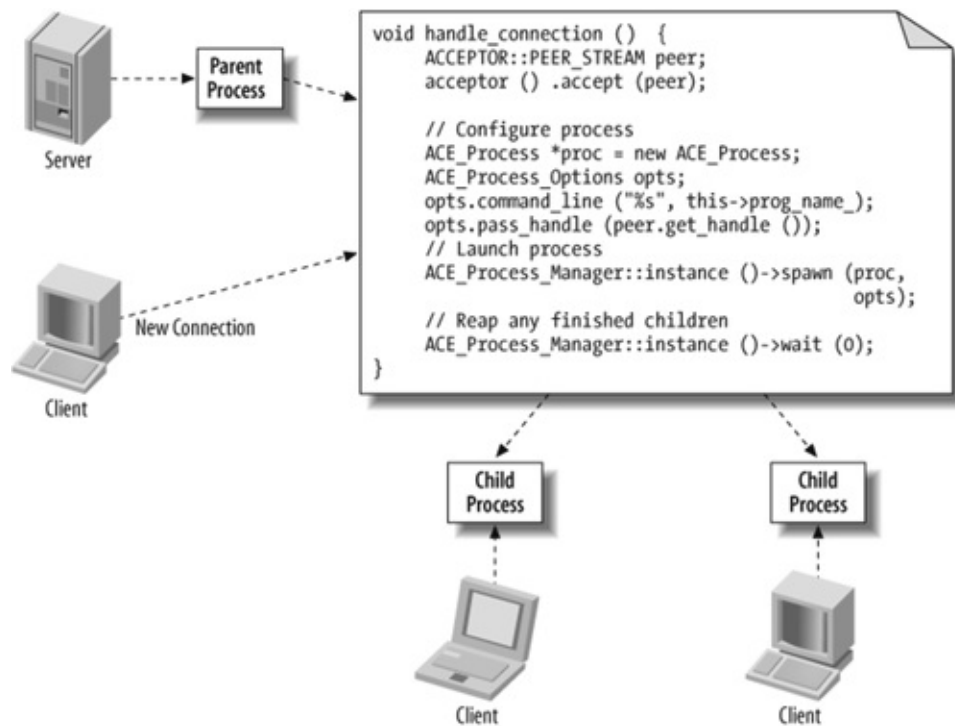 Parent
Process
Server
void handle_connection ()  {
ACCEPTOR::PEER_STREAM peer;
acceptor () .accept (peer);
// Configure process
ACE_Process *proc = new ACE_Process;
ACE_Process_Options opts;
opts.command_line ("%s", this->prog_name_);
opts.pass_handle (peer.get_handle ());
// Launch process
ACE_Process_Manager::instance ()->spawn (proc,
opts);
// Reap any finished children
ACE_Process_Manager::instance ()->wait (0);
}
New Connection
Client
Child
Process
Child
Process
Client
Client